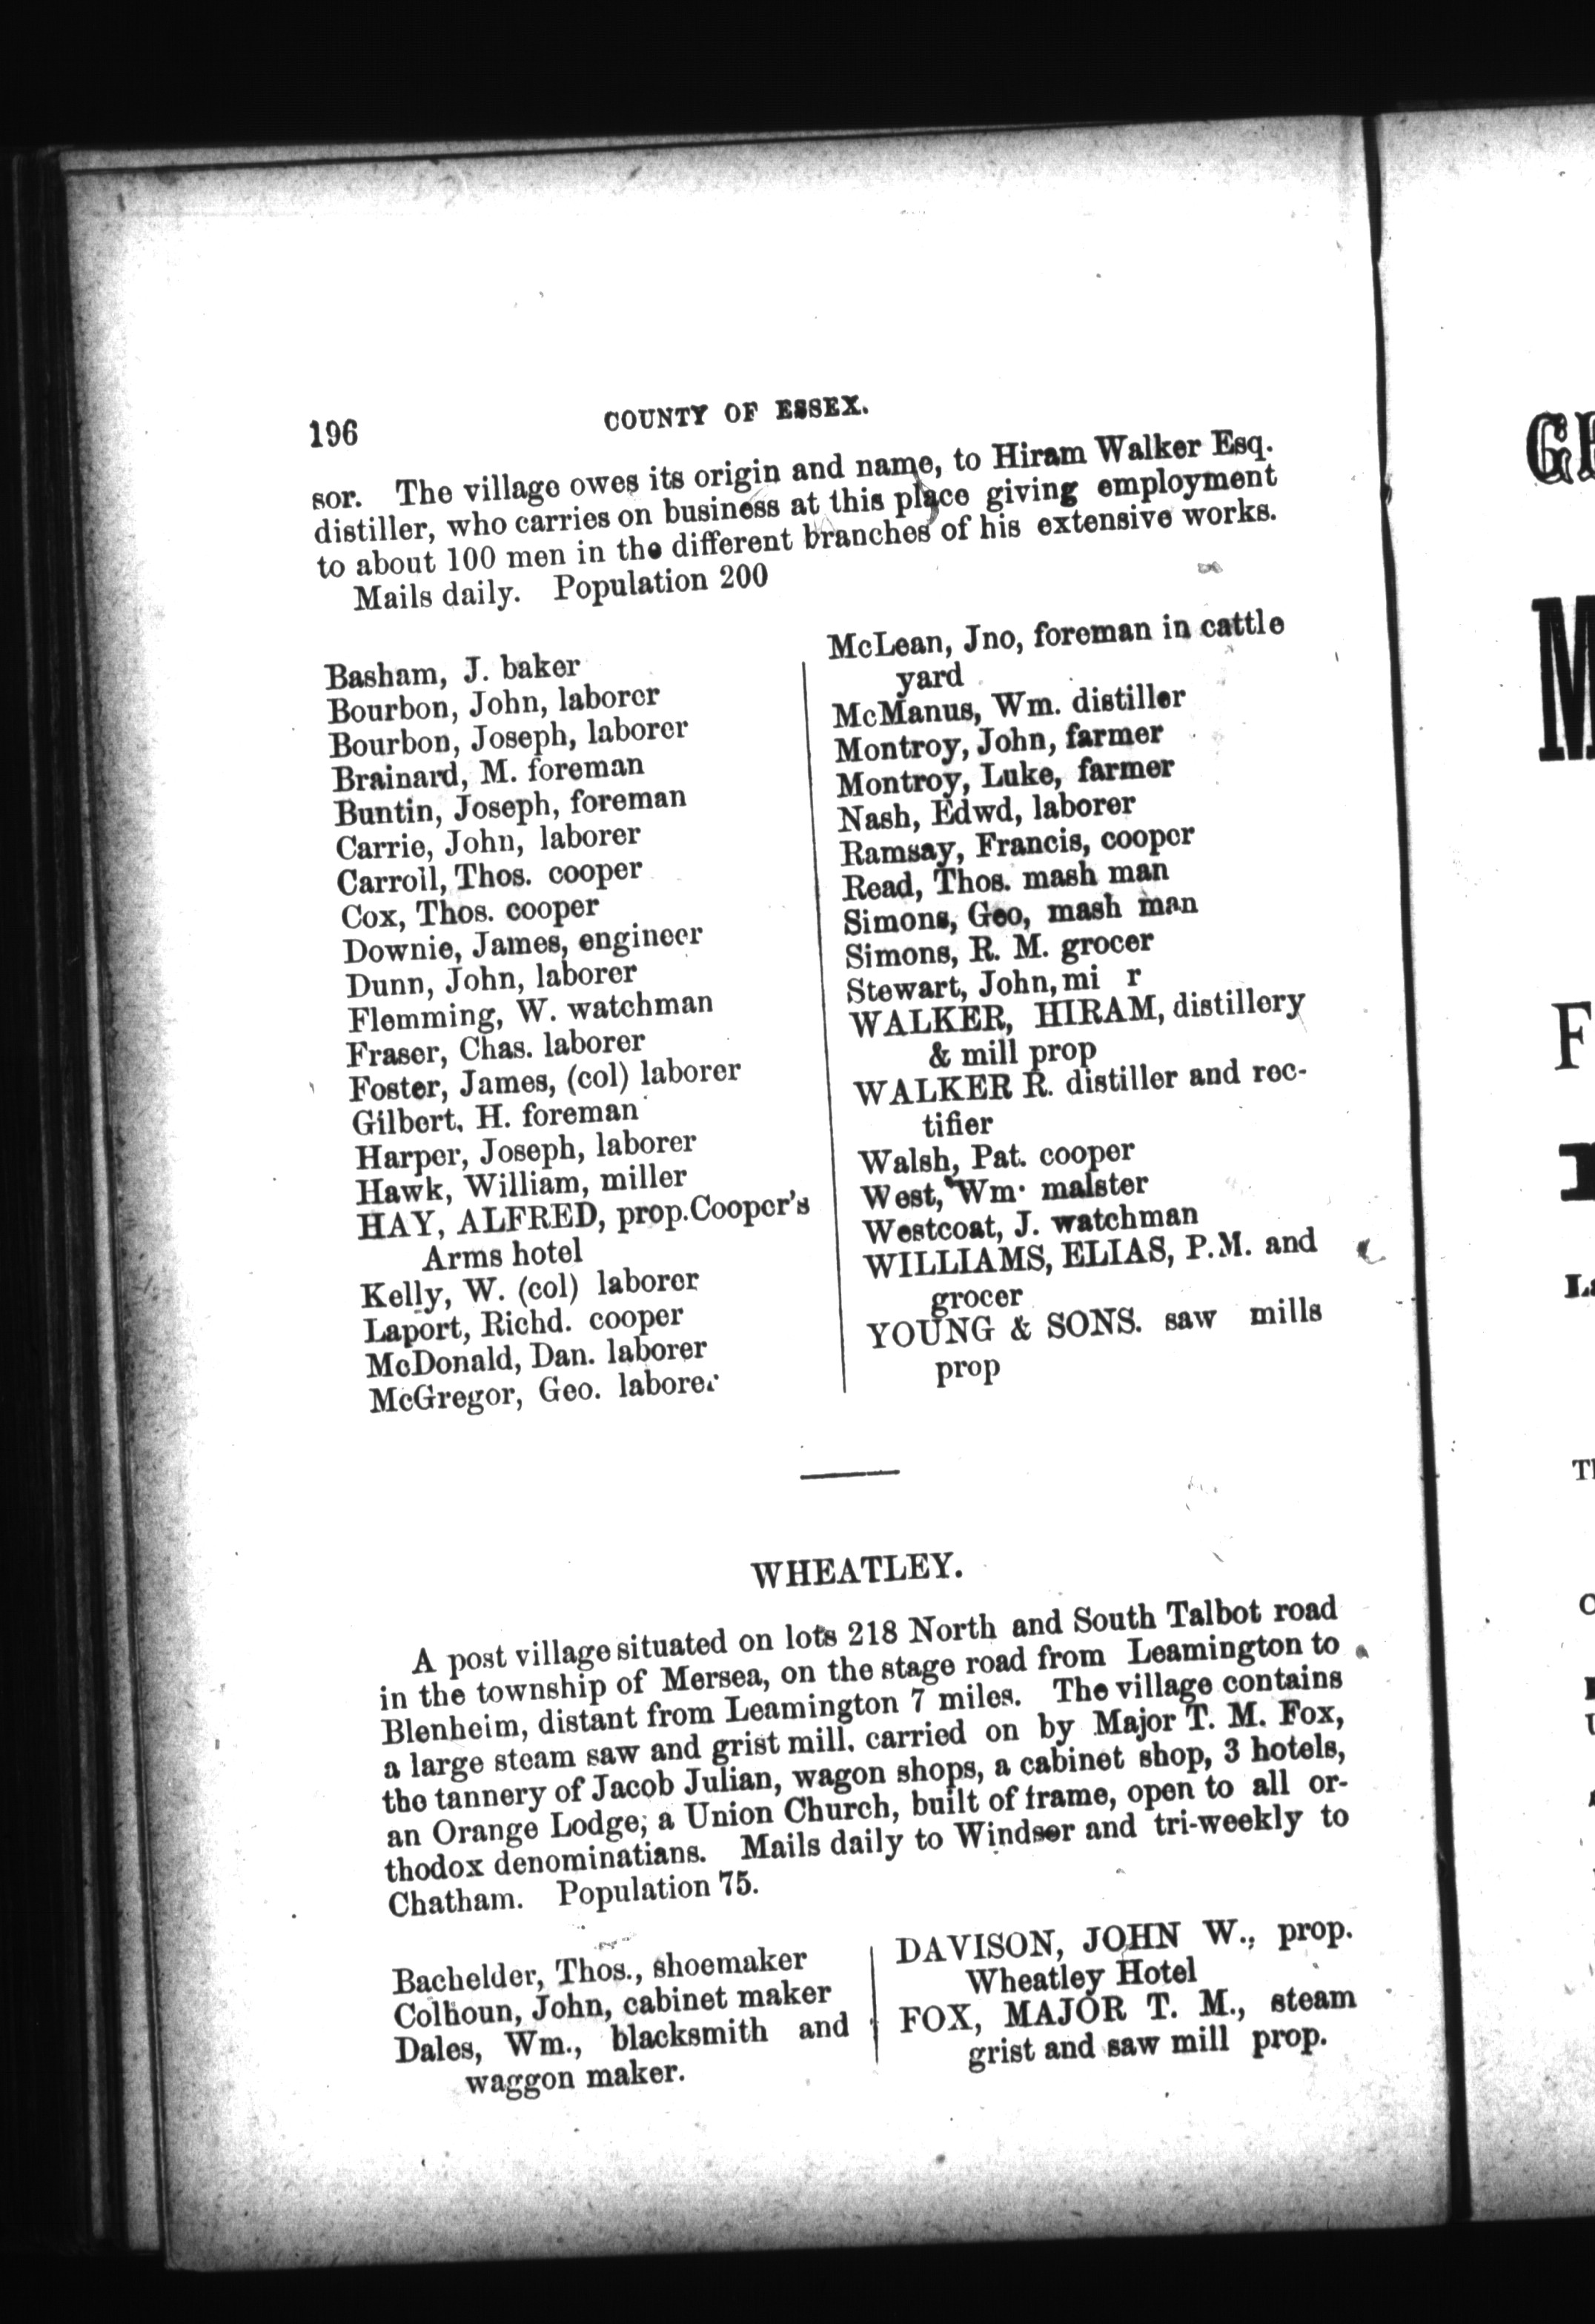 196
COUNTY OF ESSEX.
sor. The village owes its origin and name, to Hiram Walker Esq.
distiller, who carries on business at this place giving employment
to about 100 men in the different branches of his extensive works.
Mails daily. Population 200
Basham, J. baker
Bourbon, John, laborer
Bourbon, Joseph, laborer
Brainard, M. foreman
Buntin, Joseph, foreman
Carrie, John, laborer
Carroll, Thos. cooper
Cox, Thos. cooper
Downie, James, engineer
Dunn, John, laborer
Flemming, W. watchman
Fraser, Chas. laborer
Foster, James, (col) laborer
Gilbert, H. foreman
Harper, Joseph, laborer
Hawk, William, miller
HAY, ALFRED, prop.Cooper's
Arms hotel
Kelly, W. (col) laborer
Laport, Richd. cooper
McDonald, Dan. laborer
McGregor, Geo. laborer
McLean, Jno, foreman in cattle
yard
McManus, Wm. distiller
Montroy, John, farmer
Montroy, Luke, farmer
Nash, Edwd, laborer
Ramsay, Francis, cooper
Read, Thos. mash man
Simons, Geo, mash man
Simons, R. M. grocer
Stewart, John, mi r
WALKER, HIRAM, distillery
& mill prop
WALKER R. distiller and rec-
tifier
Walsh, Pat. cooper
West, Wm· malster
Westcoat, J. watchman
WILLIAMS, ELIAS, P.M. and
grocer
YOUNG & SONS. saw mills
prop
WHEATLEY.
A post village situated on lots 218 North and South Talbot road
in the township of Mersea, on the stage road from Leamington to
Blenheim, distant from Leamington 7 miles. The village contains
a large steam saw and grist mill. carried on by Major T. M. Fox,
the tannery of Jacob Julian, wagon shops, a cabinet shop, 3 hotels,
an Orange Lodge; a Union Church, built of frame, open to all or-
thodox denominatians. Mails daily to Windser and tri-weekly to
Chatham. Population 75.
Bachelder, Thos., shoemaker
Colhoun, John, cabinet maker
Dales, Wm., blacksmith and
waggon maker.
DAVISON, JOHN W., prop.
Wheatley Hotel
FOX, MAJOR T. M., steam
grist and saw mill prop.